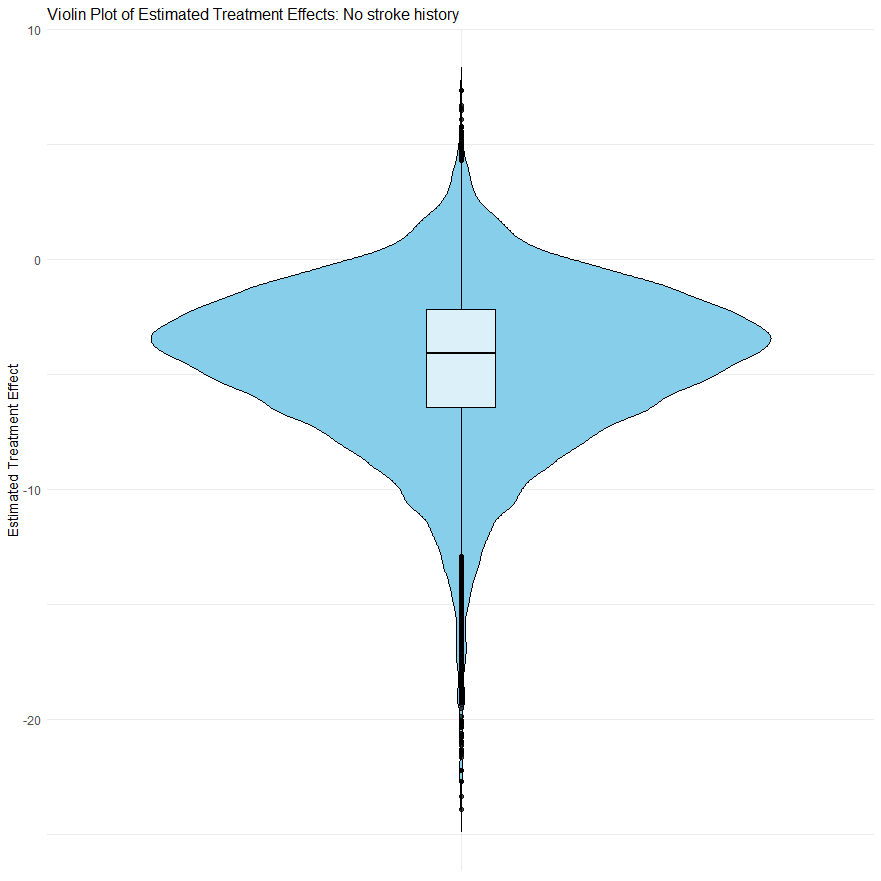 Violin Plot of Estimated Treatment Effects: No stroke history
10
0
-10
-20
Estimated Treatment Effect